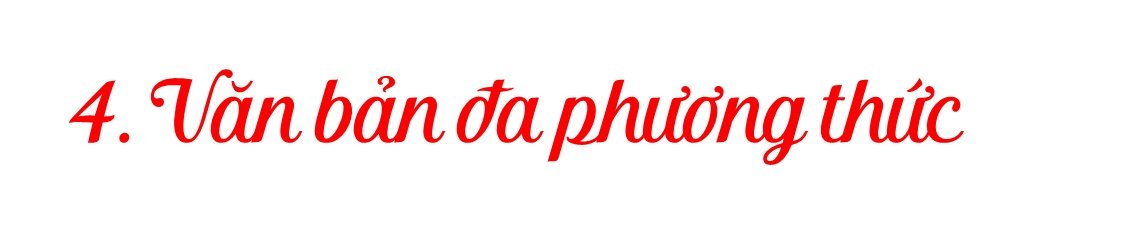 4. Văn bản đa phương thức